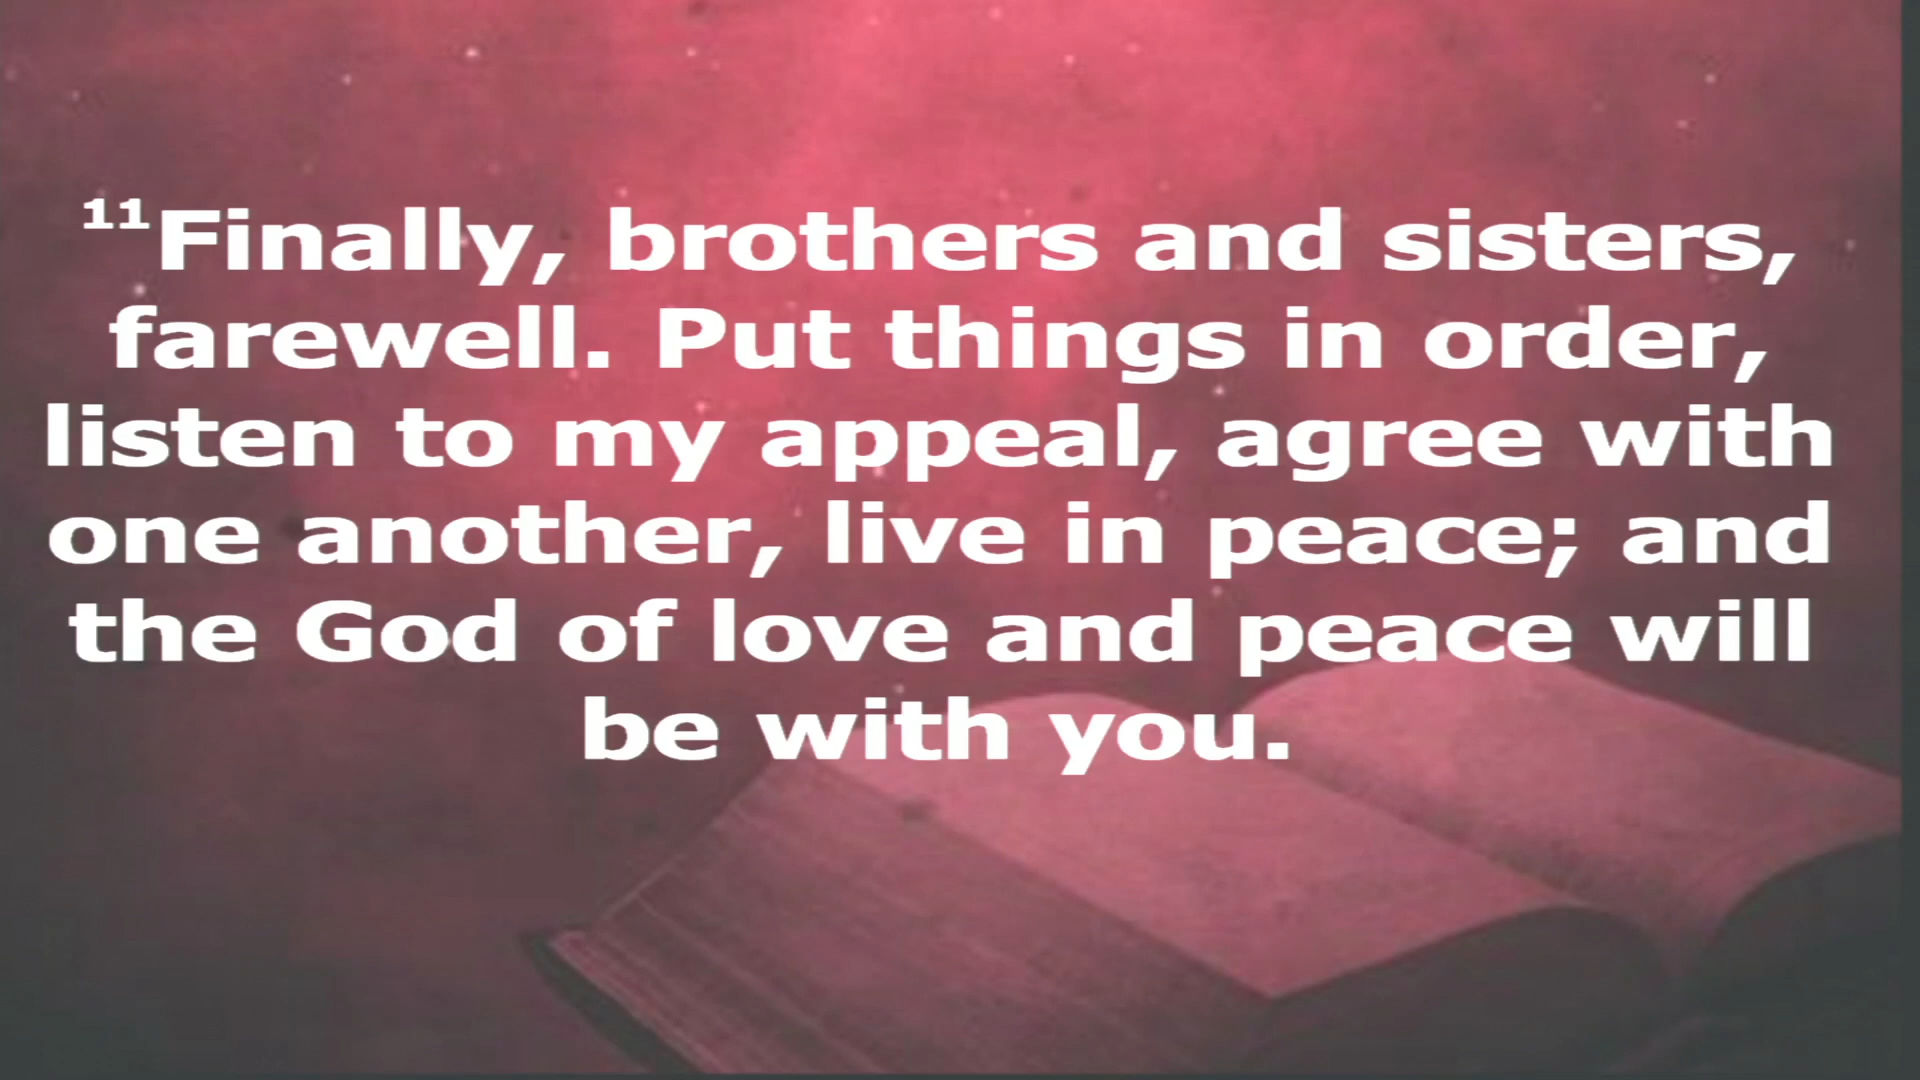 ¹¹Finally, brothers and sisters,
farewell. Put things in order,
listen to my appeal, agree with
one another, live in peace; and
the God of love and peace will
be with you.